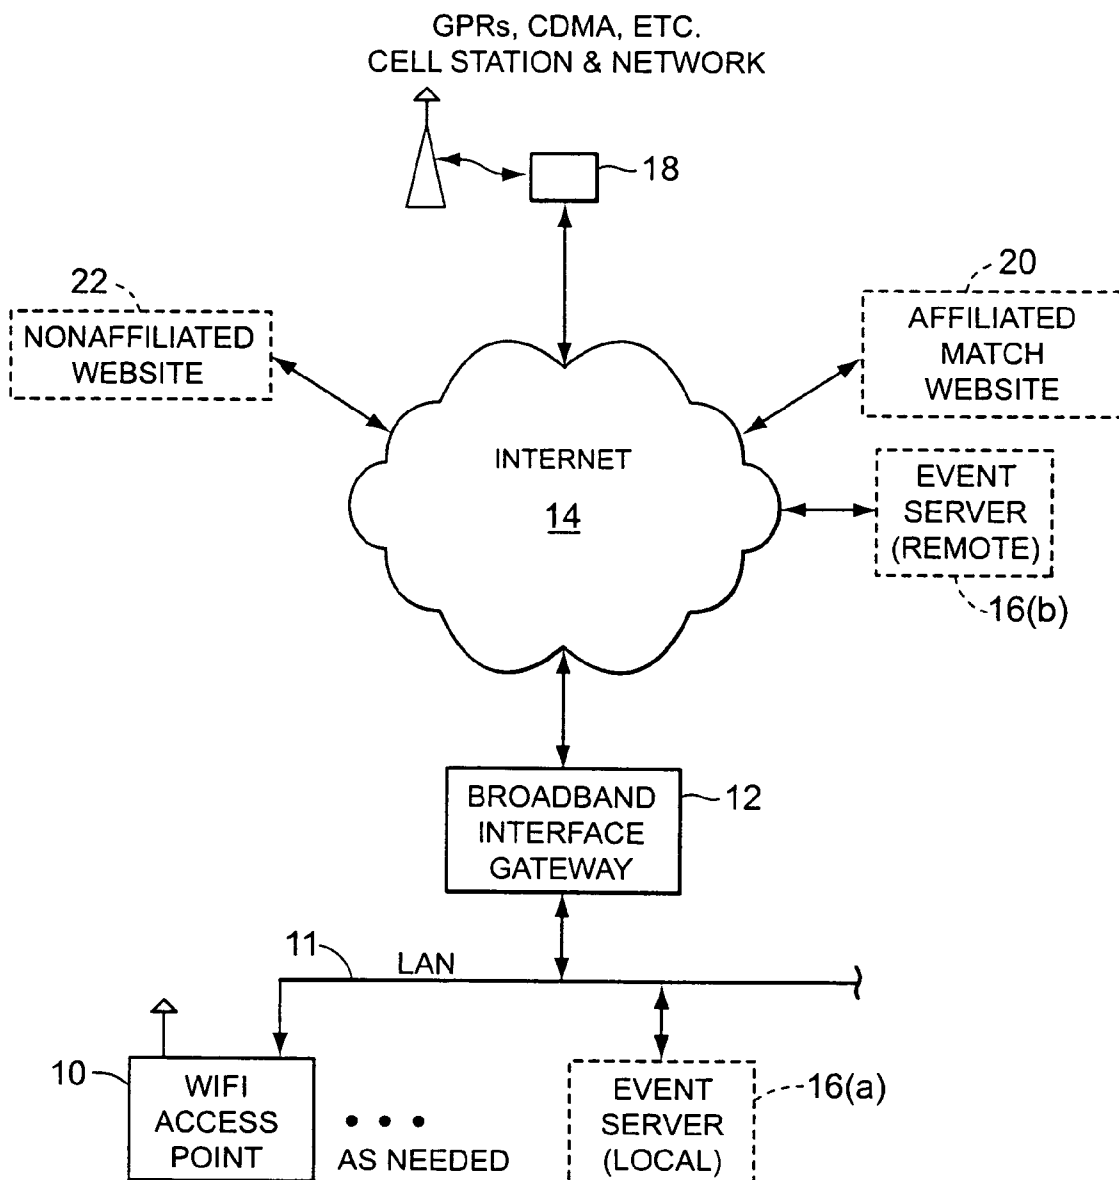 GPRs, CDMA, ETC.
CELL STATION & NETWORK
18
22
NONAFFILIATED
WEBSITE
20
AFFILIATED
MATCH
WEBSITE
INTERNET
14
EVENT
SERVER
(REMOTE)
16(b)
BROADBAND
INTERFACE
GATEWAY
12
11
LAN
10
WIFI
ACCESS
POINT
• • •
AS NEEDED
EVENT
SERVER
(LOCAL)
16(a)